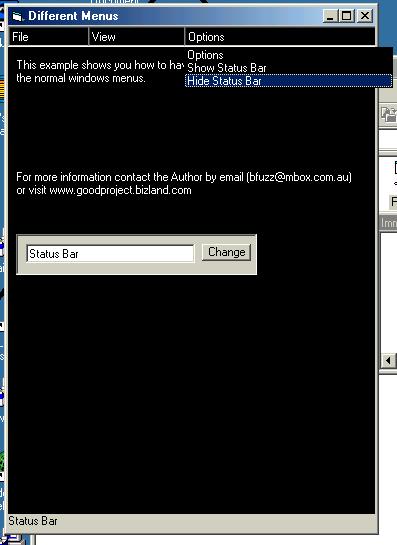 Different Menus
File View Options
Options
Show Status Bar
Hide Status Bar
This example shows you how to hav
the normal windows menus.
For more information contact the Author by email (bfuzz@mbox.com.au)
or visit www.goodproject.bizland.com
Status Bar Change
Status Bar